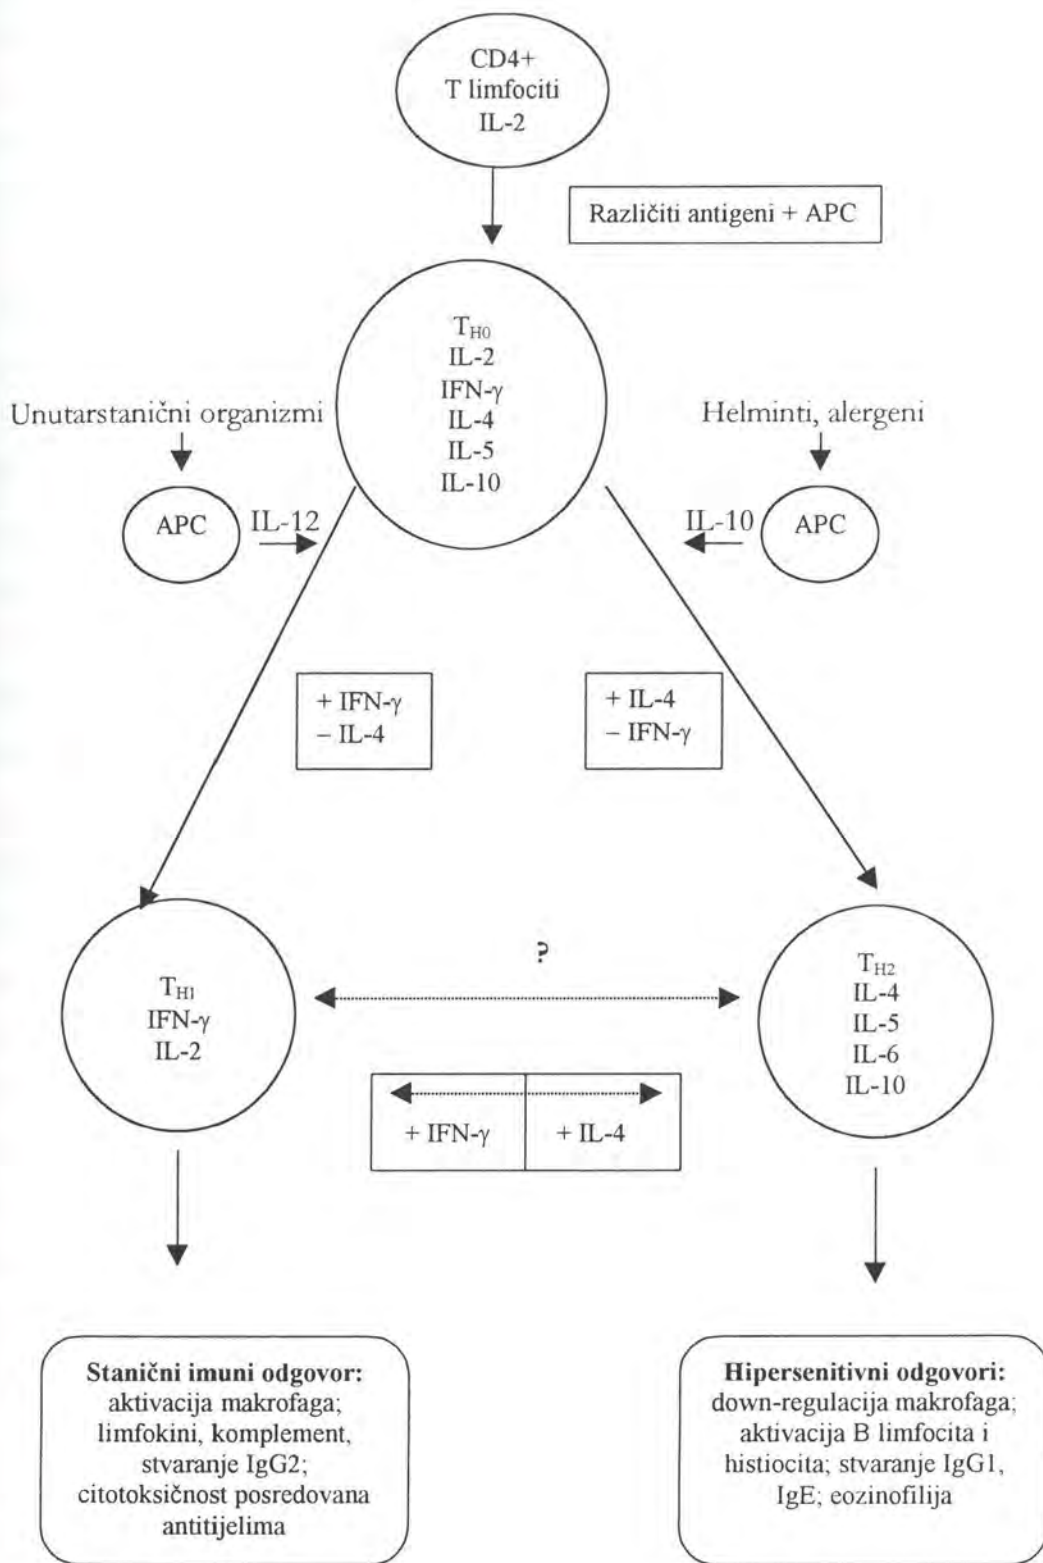 CD4+
T limfociti
IL-2
Različiti antigeni + APC
T_H0
IL-2
IFN-γ
IL-4
IL-5
IL-10
Unutarstanični organizmi
Helminti, alergeni
APC
IL-12
IL-10
APC
+ IFN-γ
– IL-4
+ IL-4
– IFN-γ
?
T_H1
IFN-γ
IL-2
T_H2
IL-4
IL-5
IL-6
IL-10
+ IFN-γ
+ IL-4
Stanični imuni odgovor:
aktivacija makrofaga;
limfokini, komplement,
stvaranje IgG2;
citotoksičnost posredovana
antitijelima
Hipersenitivni odgovori:
down-regulacija makrofaga;
aktivacija B limfocita i
histiocita; stvaranje IgG1,
IgE; eozinofilija